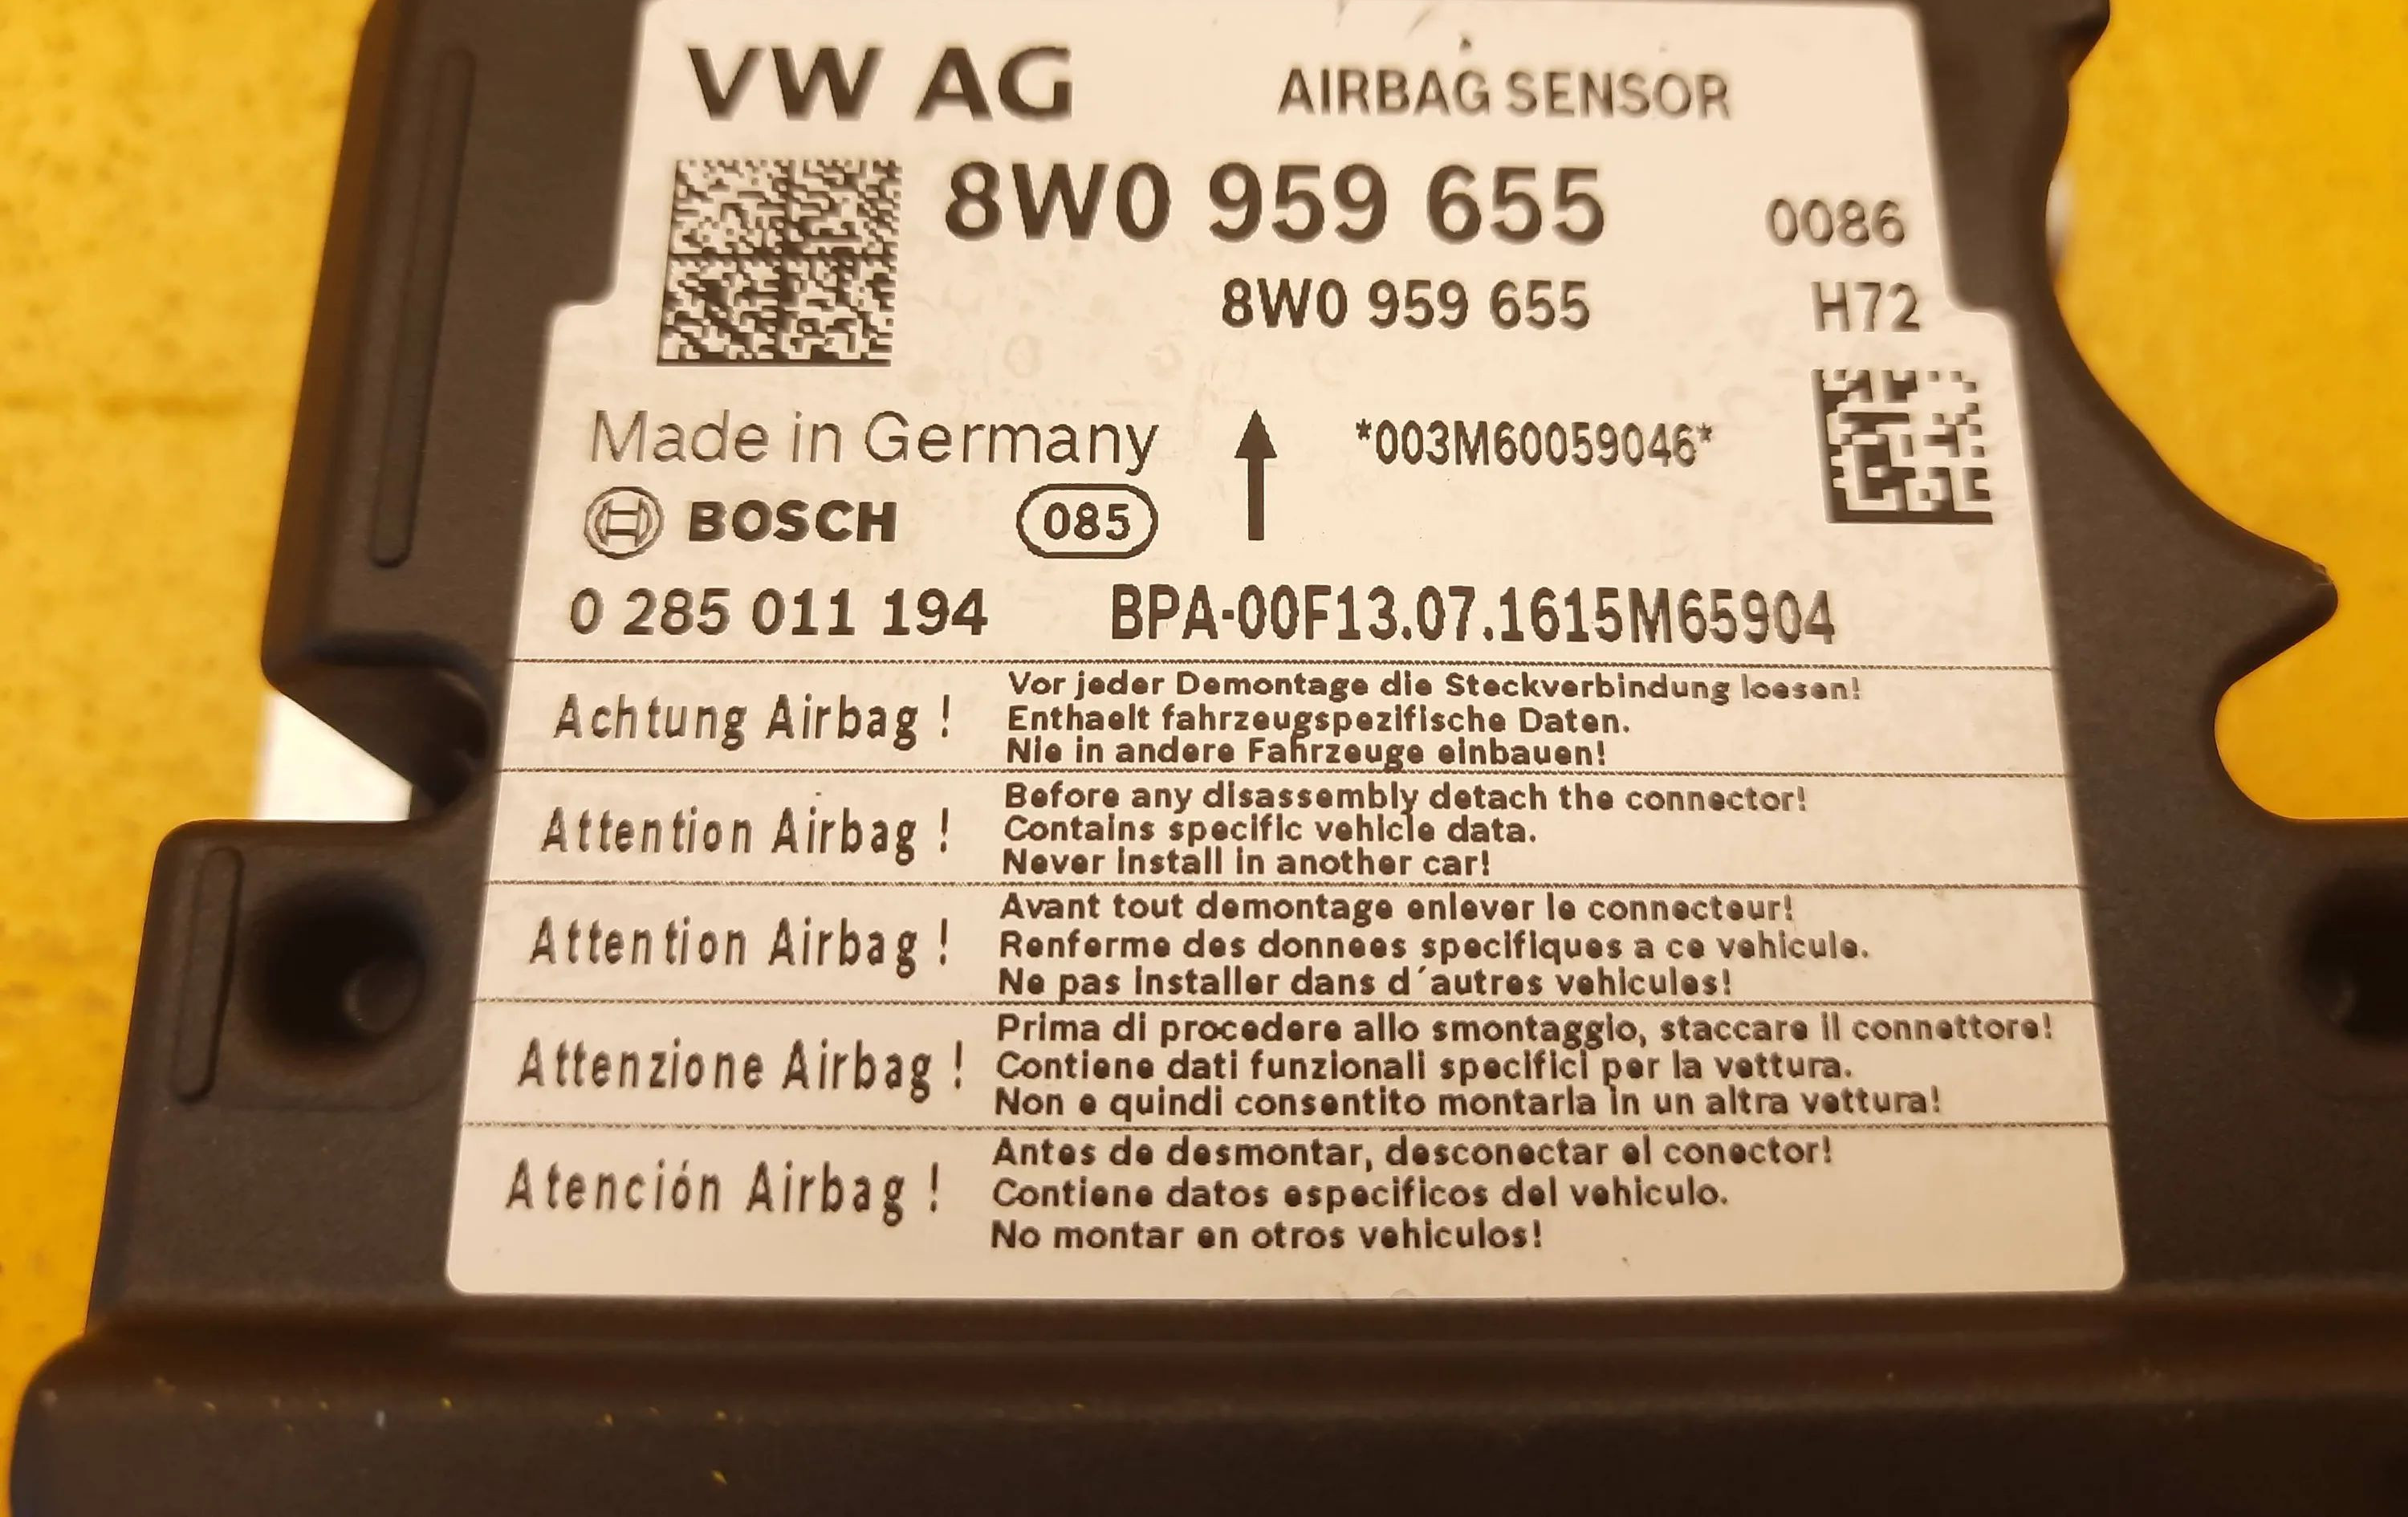 VW AG AIRBAG SENSOR
8W0 959 655 0086
8W0 959 655 H72
Made in Germany *003M60059046*
BOSCH 085
0 285 011 194 BPA-00F13.07.1615M65904
Achtung Airbag ! Vor jeder Demontage die Steckverbindung loesen!
Enthaelt fahrzeugspezifische Daten.
Nie in andere Fahrzeuge einbauen!
Attention Airbag ! Before any disassembly detach the connector!
Contains specific vehicle data.
Never install in another car!
Attention Airbag ! Avant tout demontage enlever le connecteur!
Renferme des donnees specifiques a ce vehicule.
Ne pas installer dans d´autres vehicules!
Attenzione Airbag ! Prima di procedere allo smontaggio, staccare il connettore!
Contiene dati funzionali specifici per la vettura.
Non e quindi consentito montarla in un altra vettura!
Atención Airbag ! Antes de desmontar, desconectar el conector!
Contiene datos especificos del vehiculo.
No montar en otros vehiculos!